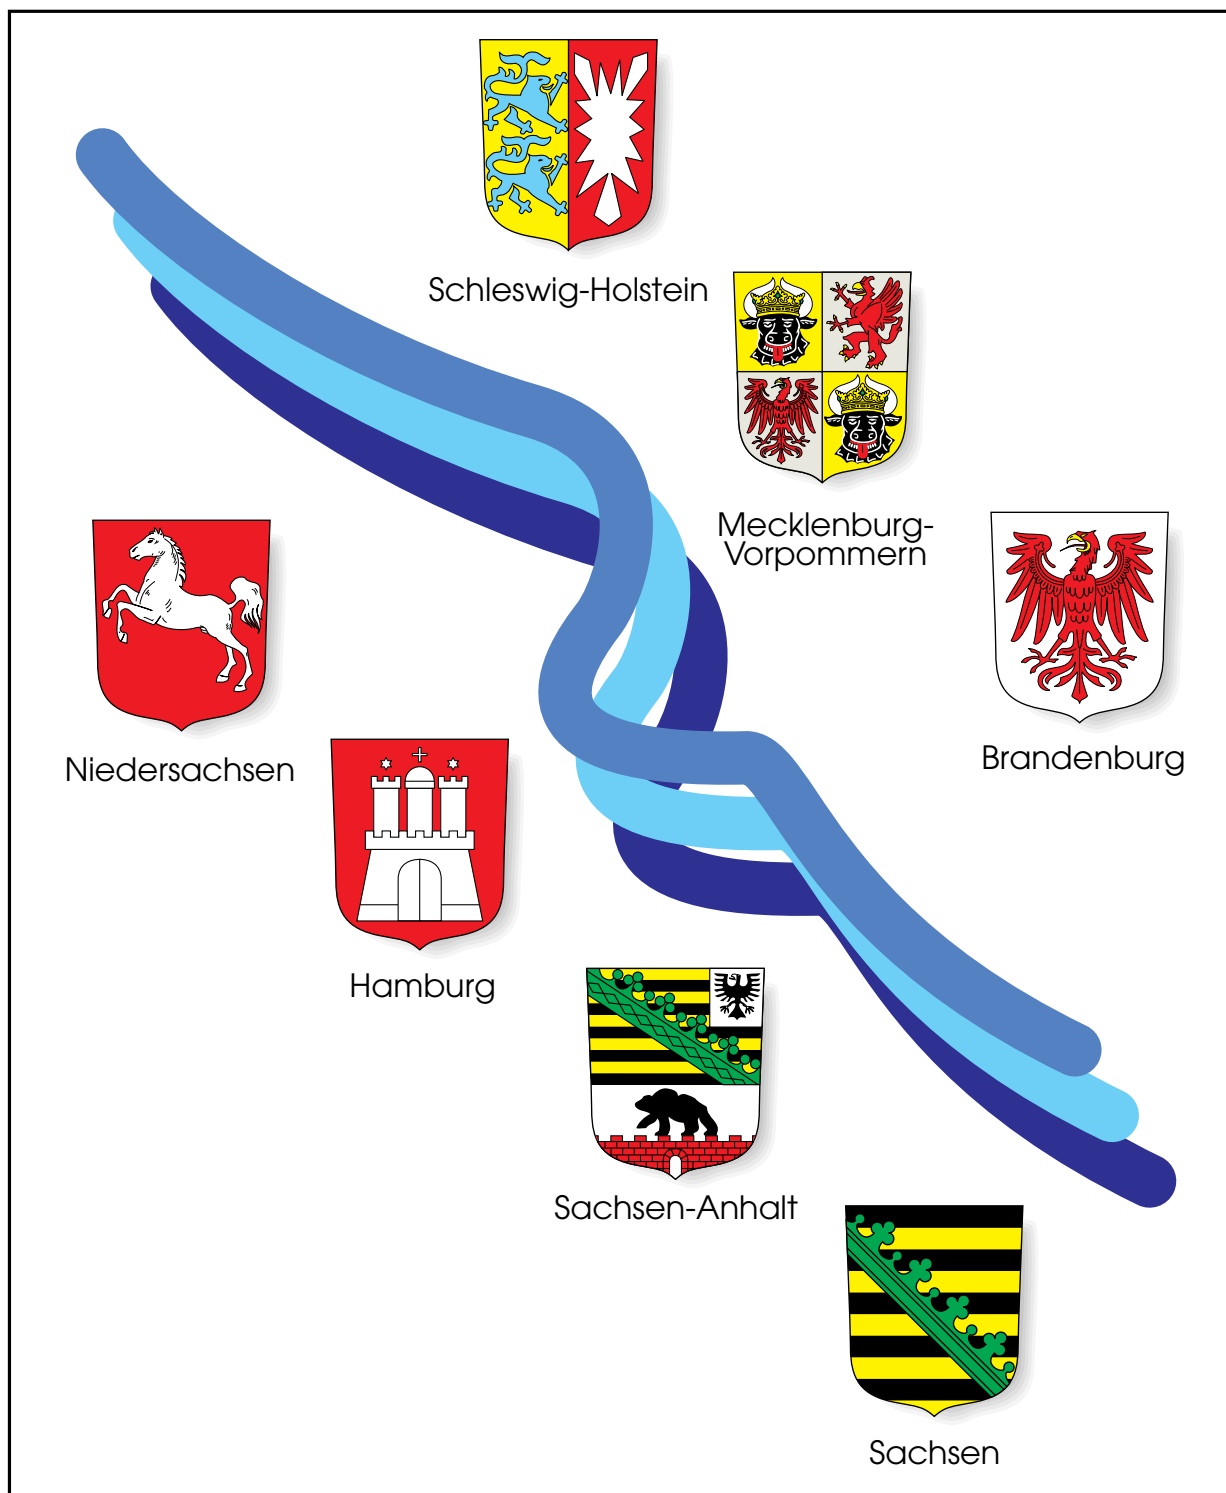 Schleswig-Holstein
Mecklenburg-
Vorpommern
Brandenburg
Niedersachsen
Hamburg
Sachsen-Anhalt
Sachsen